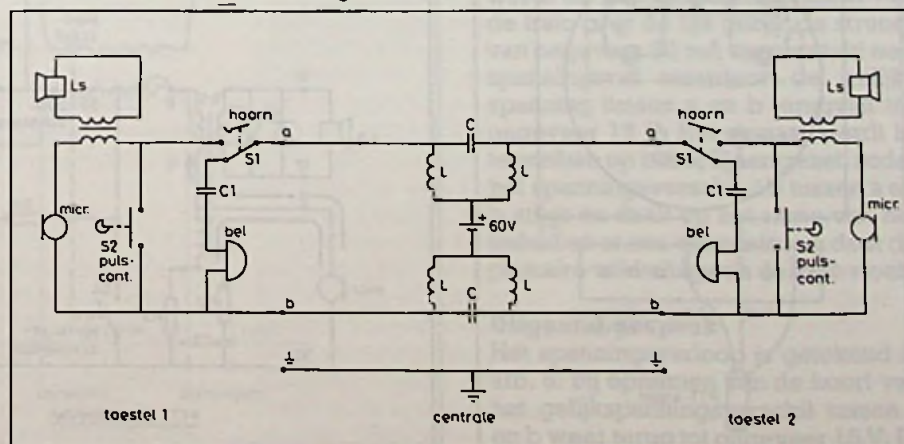 Ls
hoorn
S1
a
C
C1
L
L
+
60V
micr.
S2
puls-
cont.
bel
L
L
C
b
a
hoorn
S1
Ls
C1
bel
micr.
S2
puls-
cont.
b
toestel 1
centrale
toestel 2